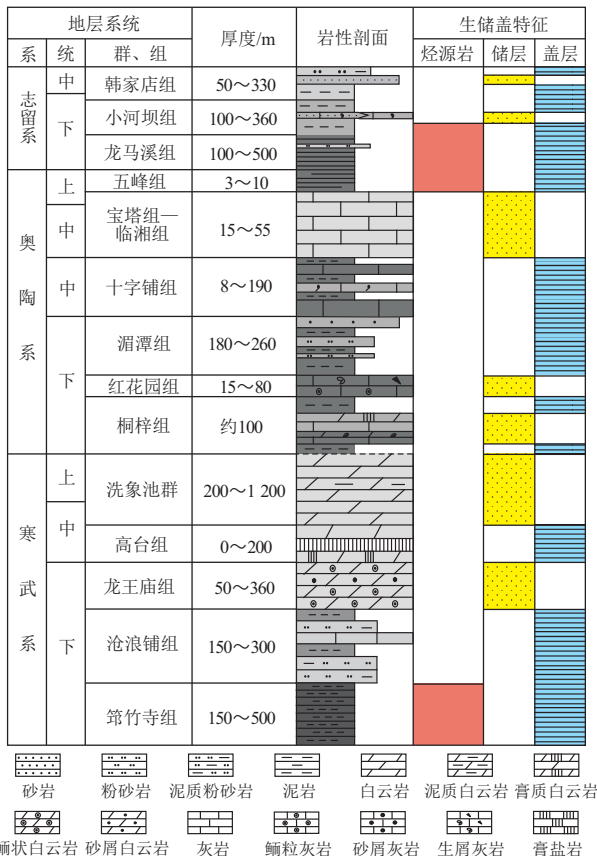 地层系统 厚度/m 岩性剖面 生储盖特征
系 统 群、组 烃源岩 储层 盖层
志留系 中 韩家店组 50～330
下 小河坝组 100～360
龙马溪组 100～500
奥陶系 上 五峰组 3～10
中 宝塔组—
临湘组 15～55
中 十字铺组 8～190
下 湄潭组 180～260
红花园组 15～80
桐梓组 约100
寒武系 上 洗象池群 200～1 200
中 高台组 0～200
下 龙王庙组 50～360
沧浪铺组 150～300
筇竹寺组 150～500
砂岩 粉砂岩 泥质粉砂岩 泥岩 白云岩 泥质白云岩 膏质白云岩
鲕状白云岩 砂屑白云岩 灰岩 鲕粒灰岩 砂屑灰岩 生屑灰岩 膏盐岩